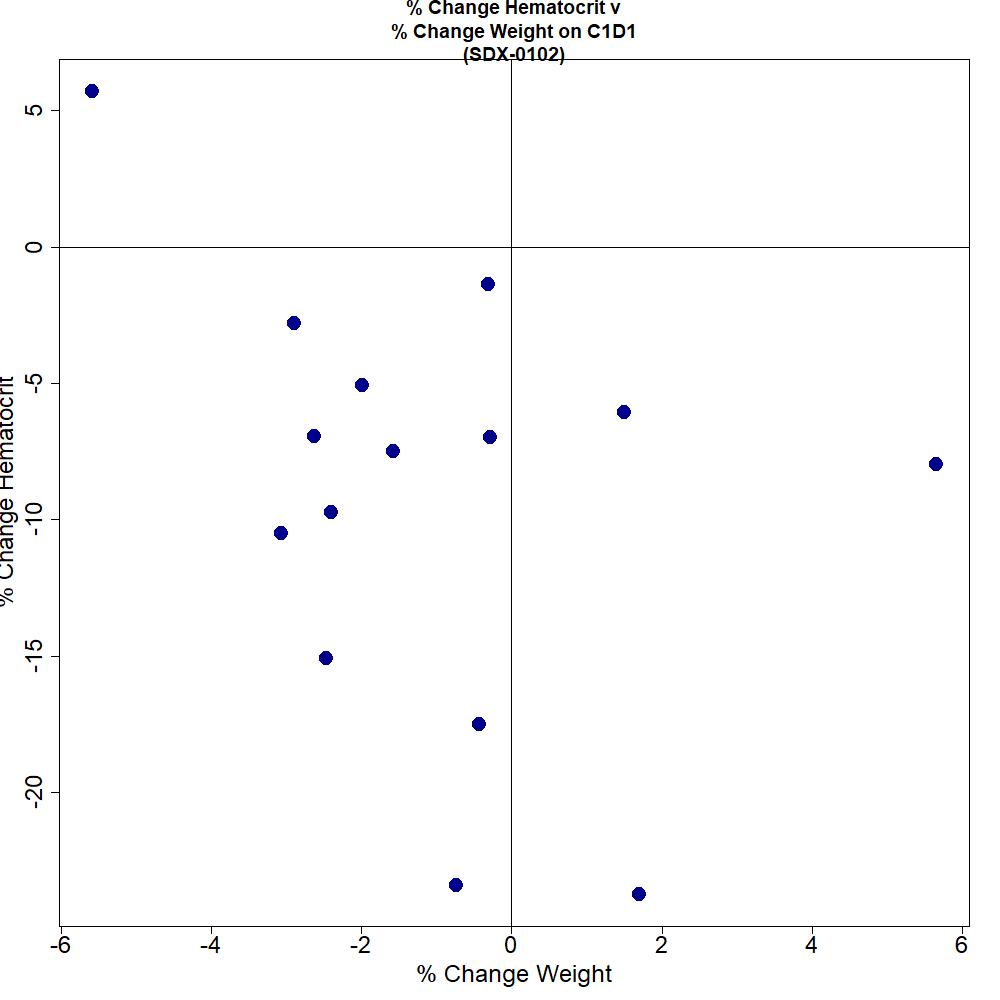 % Change Hematocrit v
% Change Weight on C1D1
(SDX-0102)
5
0
-5
-10
-15
-20
% Change Hematocrit
-6
-4
-2
0
2
4
6
% Change Weight